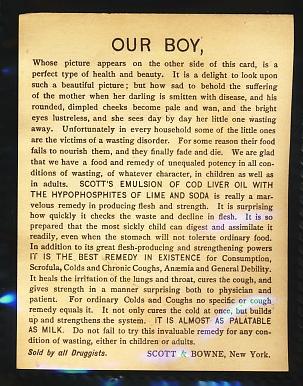 OUR BOY,
Whose picture appears on the other side of this card, is a
perfect type of health and beauty. It is a delight to look upon
such a beautiful picture; but how sad to behold the suffering
of the mother when her darling is smitten with disease, and his
rounded, dimpled cheeks become pale and wan, and the bright
eyes lustreless, and she sees day by day her little one wasting
away. Unfortunately in every household some of the little ones
are the victims of a wasting disorder. For some reason their food
fails to nourish them, and they finally fade and die. We are glad
that we have a food and remedy of unequaled potency in all con-
ditions of wasting, of whatever character, in children as well as
in adults. SCOTT'S EMULSION OF COD LIVER OIL WITH
THE HYPOPHOSPHITES OF LIME AND SODA is really a mar-
velous remedy in producing flesh and strength. It is surprising
how quickly it checks the waste and decline in flesh. It is so
prepared that the most sickly child can digest and assimilate it
readily, even when the stomach will not tolerate ordinary food.
In addition to its great flesh-producing and strengthening powers
IT IS THE BEST REMEDY IN EXISTENCE for Consumption,
Scrofula, Colds and Chronic Coughs, Anæmia and General Debility.
It heals the irritation of the lungs and throat, cures the cough, and
gives strength in a manner surprising both to physician and
patient. For ordinary Colds and Coughs no specific or cough
remedy equals it. It not only cures the cold at once, but builds
up and strengthens the system. IT IS ALMOST AS PALATABLE
AS MILK. Do not fail to try this invaluable remedy for any con-
dition of wasting, either in children or adults.
Sold by all Druggists. SCOTT & BOWNE, New York.